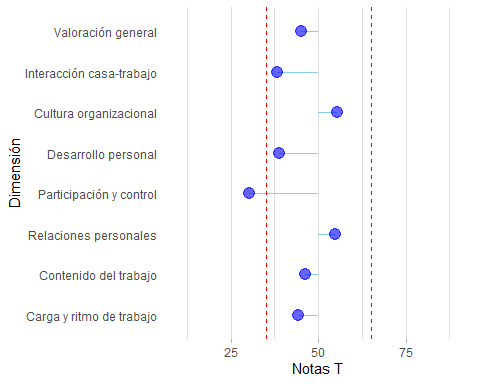 Valoración general
Interacción casa-trabajo
Cultura organizacional
Desarrollo personal
Participación y control
Relaciones personales
Contenido del trabajo
Carga y ritmo de trabajo
Dimensión
25 50 75
Notas T